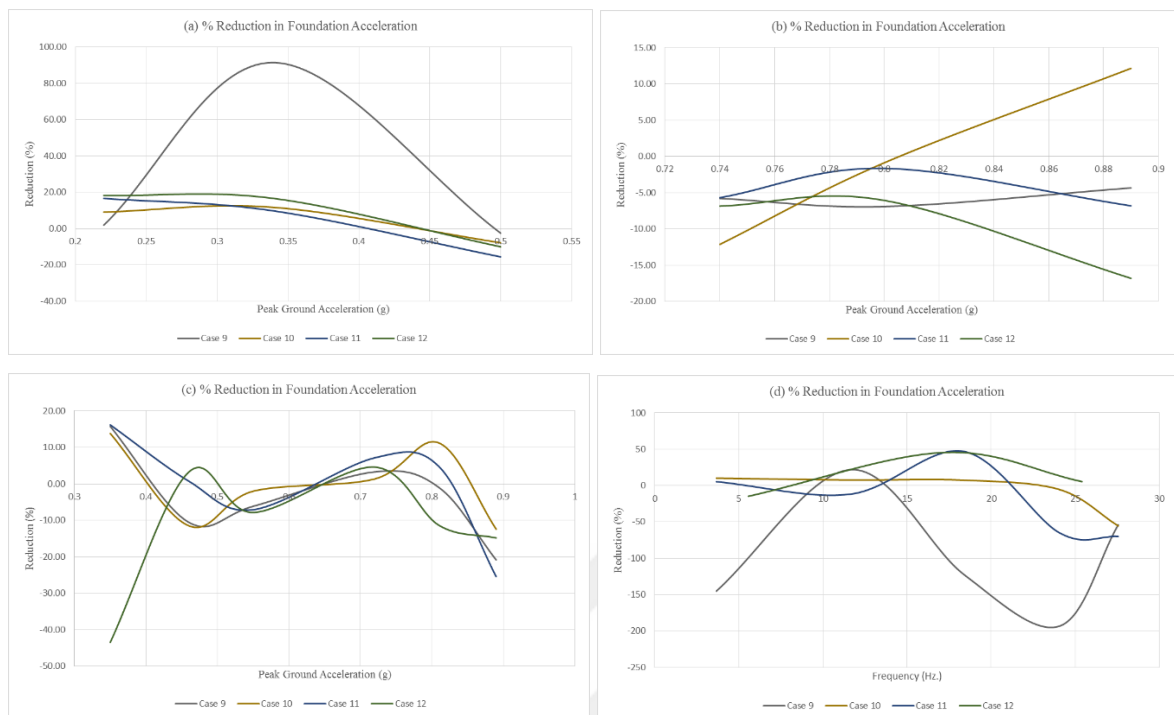 (a) % Reduction in Foundation Acceleration
100.00
80.00
60.00
40.00
20.00
0.00
-20.00
-40.00
Reduction (%)
0.2 0.25 0.3 0.35 0.4 0.45 0.5 0.55
Peak Ground Acceleration (g)
Case 9 Case 10 Case 11 Case 12
(b) % Reduction in Foundation Acceleration
15.00
10.00
5.00
0.00
-5.00
-10.00
-15.00
-20.00
Reduction (%)
0.72 0.74 0.76 0.78 0.8 0.82 0.84 0.86 0.88 0.9
Peak Ground Acceleration (g)
Case 9 Case 10 Case 11 Case 12
(c) % Reduction in Foundation Acceleration
20.00
10.00
0.00
-10.00
-20.00
-30.00
-40.00
-50.00
Reduction (%)
0.3 0.4 0.5 0.6 0.7 0.8 0.9 1
Peak Ground Acceleration (g)
Case 9 Case 10 Case 11 Case 12
(d) % Reduction in Foundation Acceleration
100
50
0
-50
-100
-150
-200
-250
Reduction (%)
0 5 10 15 20 25 30
Frequency (Hz.)
Case 9 Case 10 Case 11 Case 12